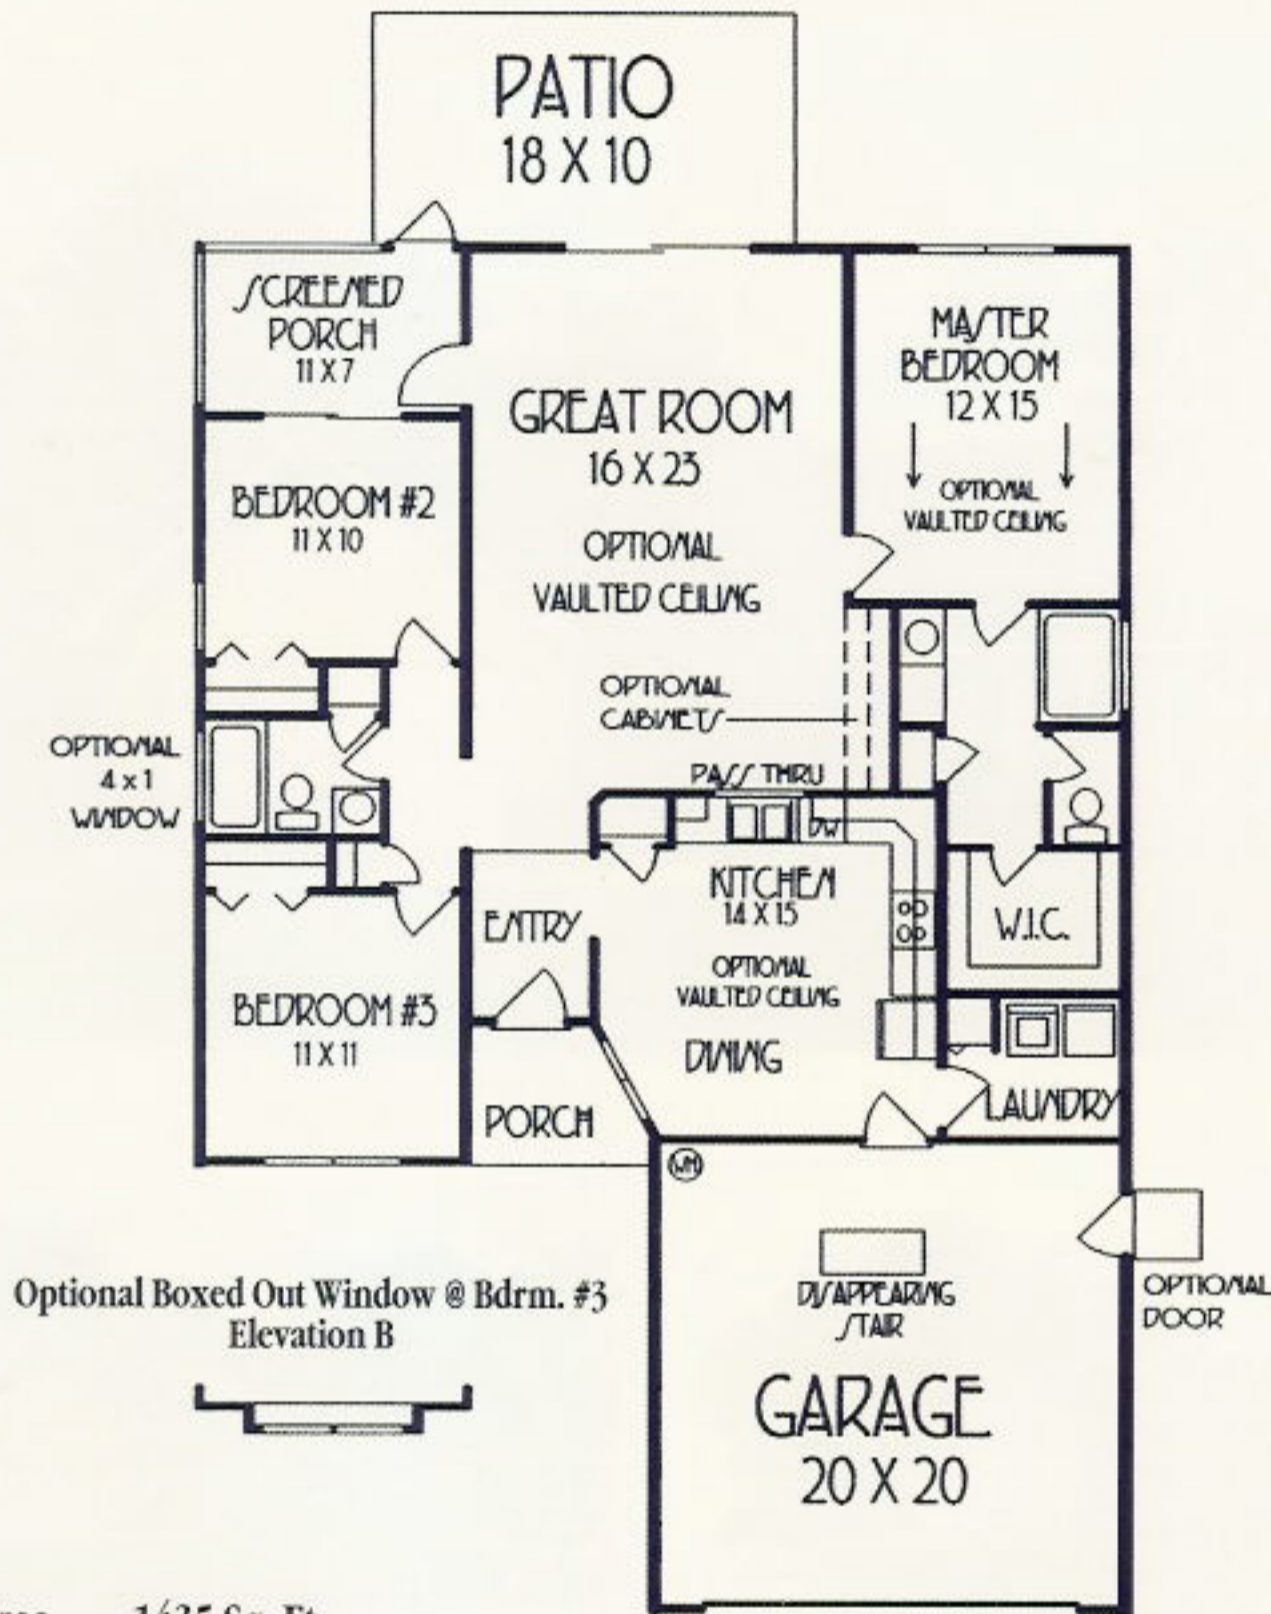 PATIO
18 X 10
SCREENED
PORCH
11 X 7
GREAT ROOM
16 X 23
OPTIONAL
VAULTED CEILING
MASTER
BEDROOM
12 X 15
OPTIONAL
VAULTED CEILING
BEDROOM #2
11 X 10
OPTIONAL
CABINETS
PASS THRU
OPTIONAL
4 x 1
WINDOW
DW
KITCHEN
14 X 15
OPTIONAL
VAULTED CEILING
DINING
ENTRY
W.I.C.
BEDROOM #3
11 X 11
PORCH
LAUNDRY
WH
DISAPPEARING
STAIR
OPTIONAL
DOOR
GARAGE
20 X 20
Optional Boxed Out Window @ Bdrm. #3
Elevation B